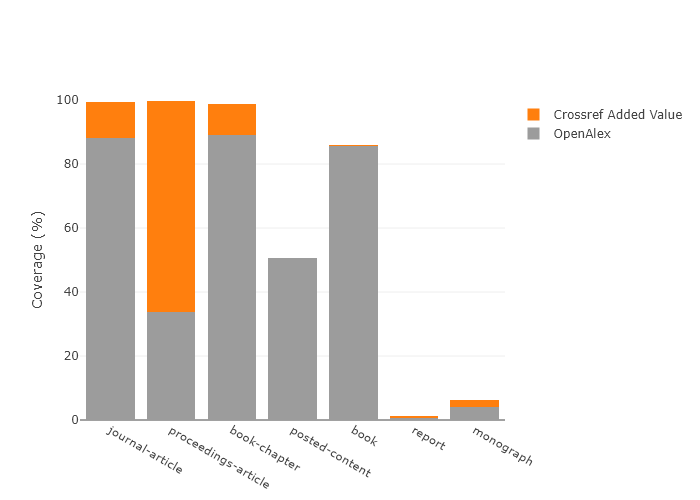 100
80
60
40
20
0
Coverage (%)
journal-article
proceedings-article
book-chapter
posted-content
book
report
monograph
Crossref Added Value
OpenAlex